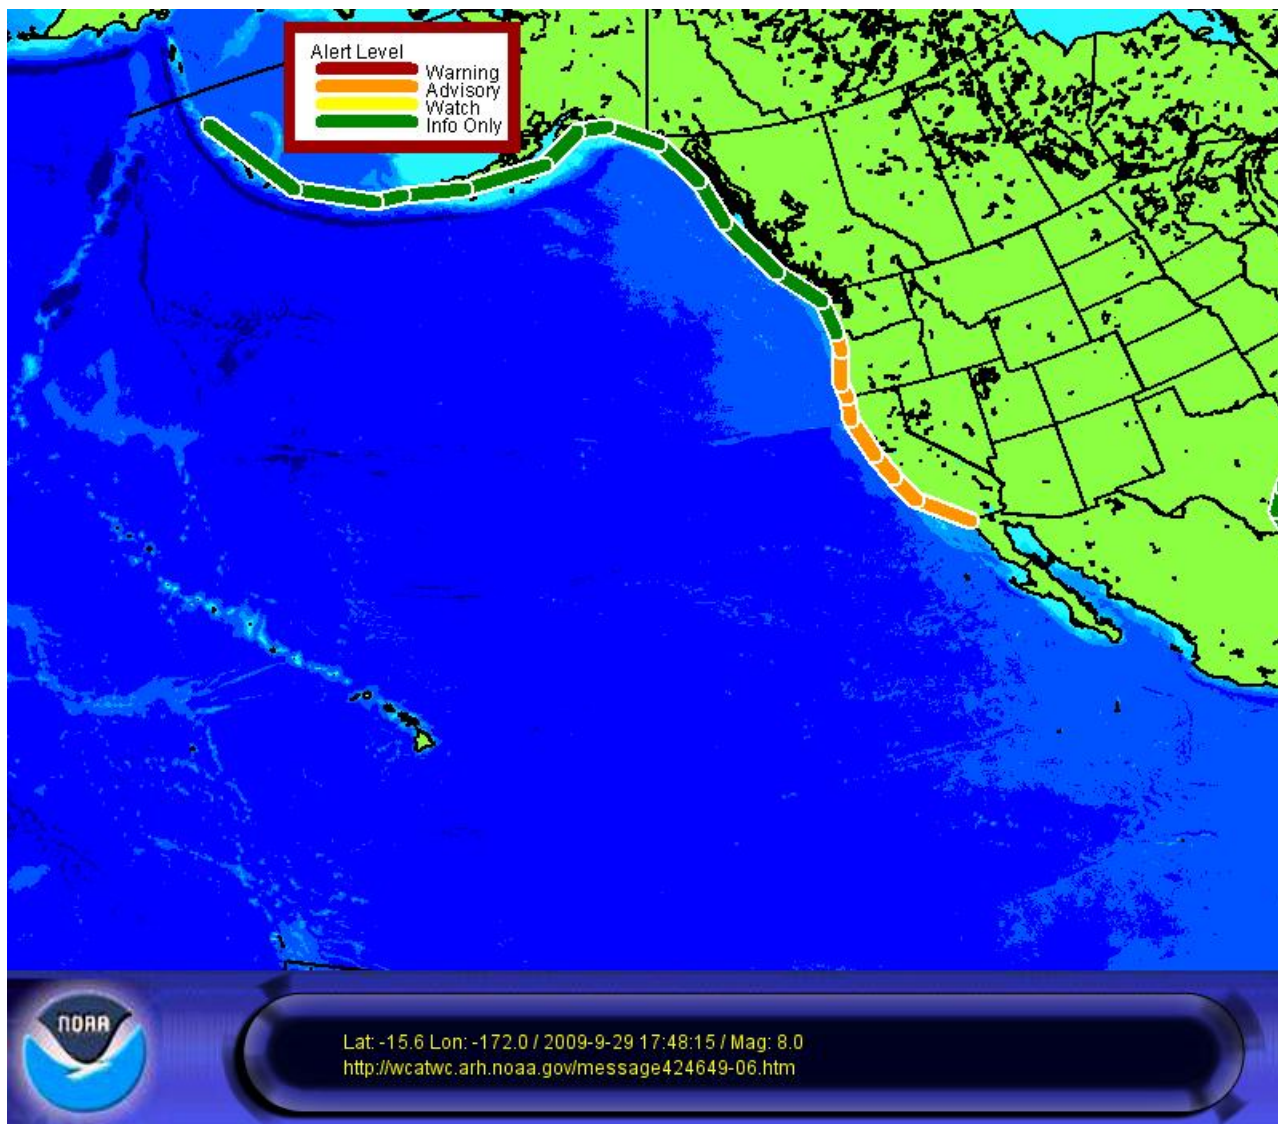 Alert Level
Warning
Advisory
Watch
Info Only
NOAA
Lat: -15.6 Lon: -172.0 / 2009-9-29 17:48:15 / Mag: 8.0
http://wcatwc.arh.noaa.gov/message424649-06.htm